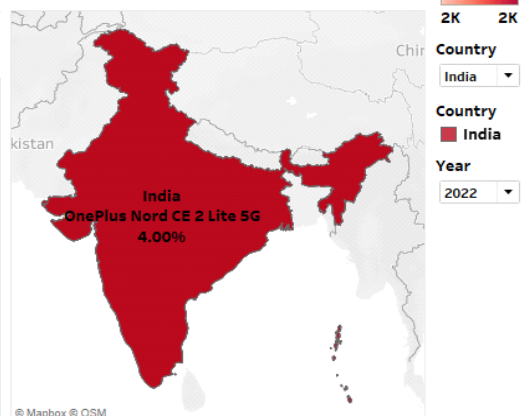 2K 2K
Chin
Country
India
Country
India
kistan
Year
2022
India
OnePlus Nord CE 2 Lite 5G
4.00%
© Mapbox © OSM